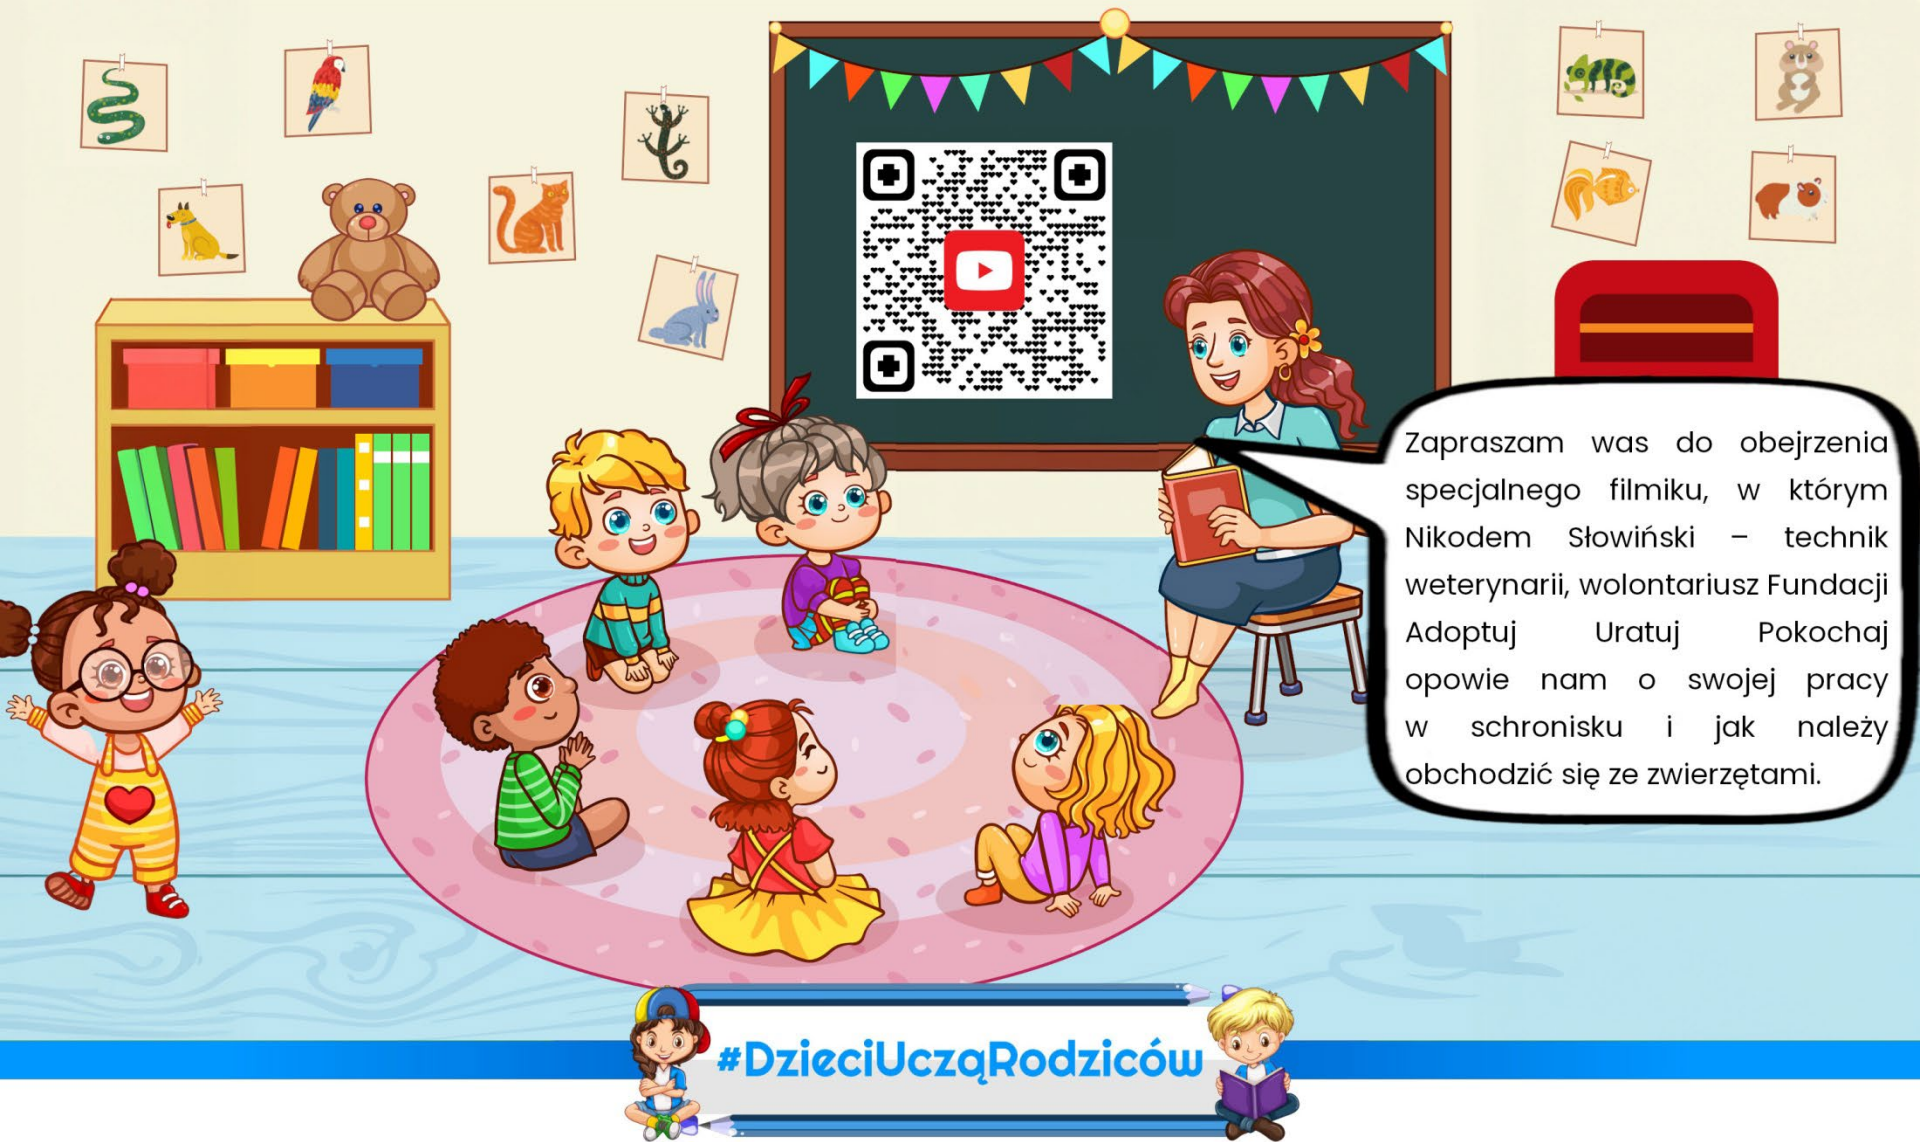 Zapraszam was do obejrzenia
specjalnego filmiku, w którym
Nikodem Słowiński – technik
weterynarii, wolontariusz Fundacji
Adoptuj Uratuj Pokochaj
opowie nam o swojej pracy
w schronisku i jak należy
obchodzić się ze zwierzętami.
#DzieciUcząRodziców